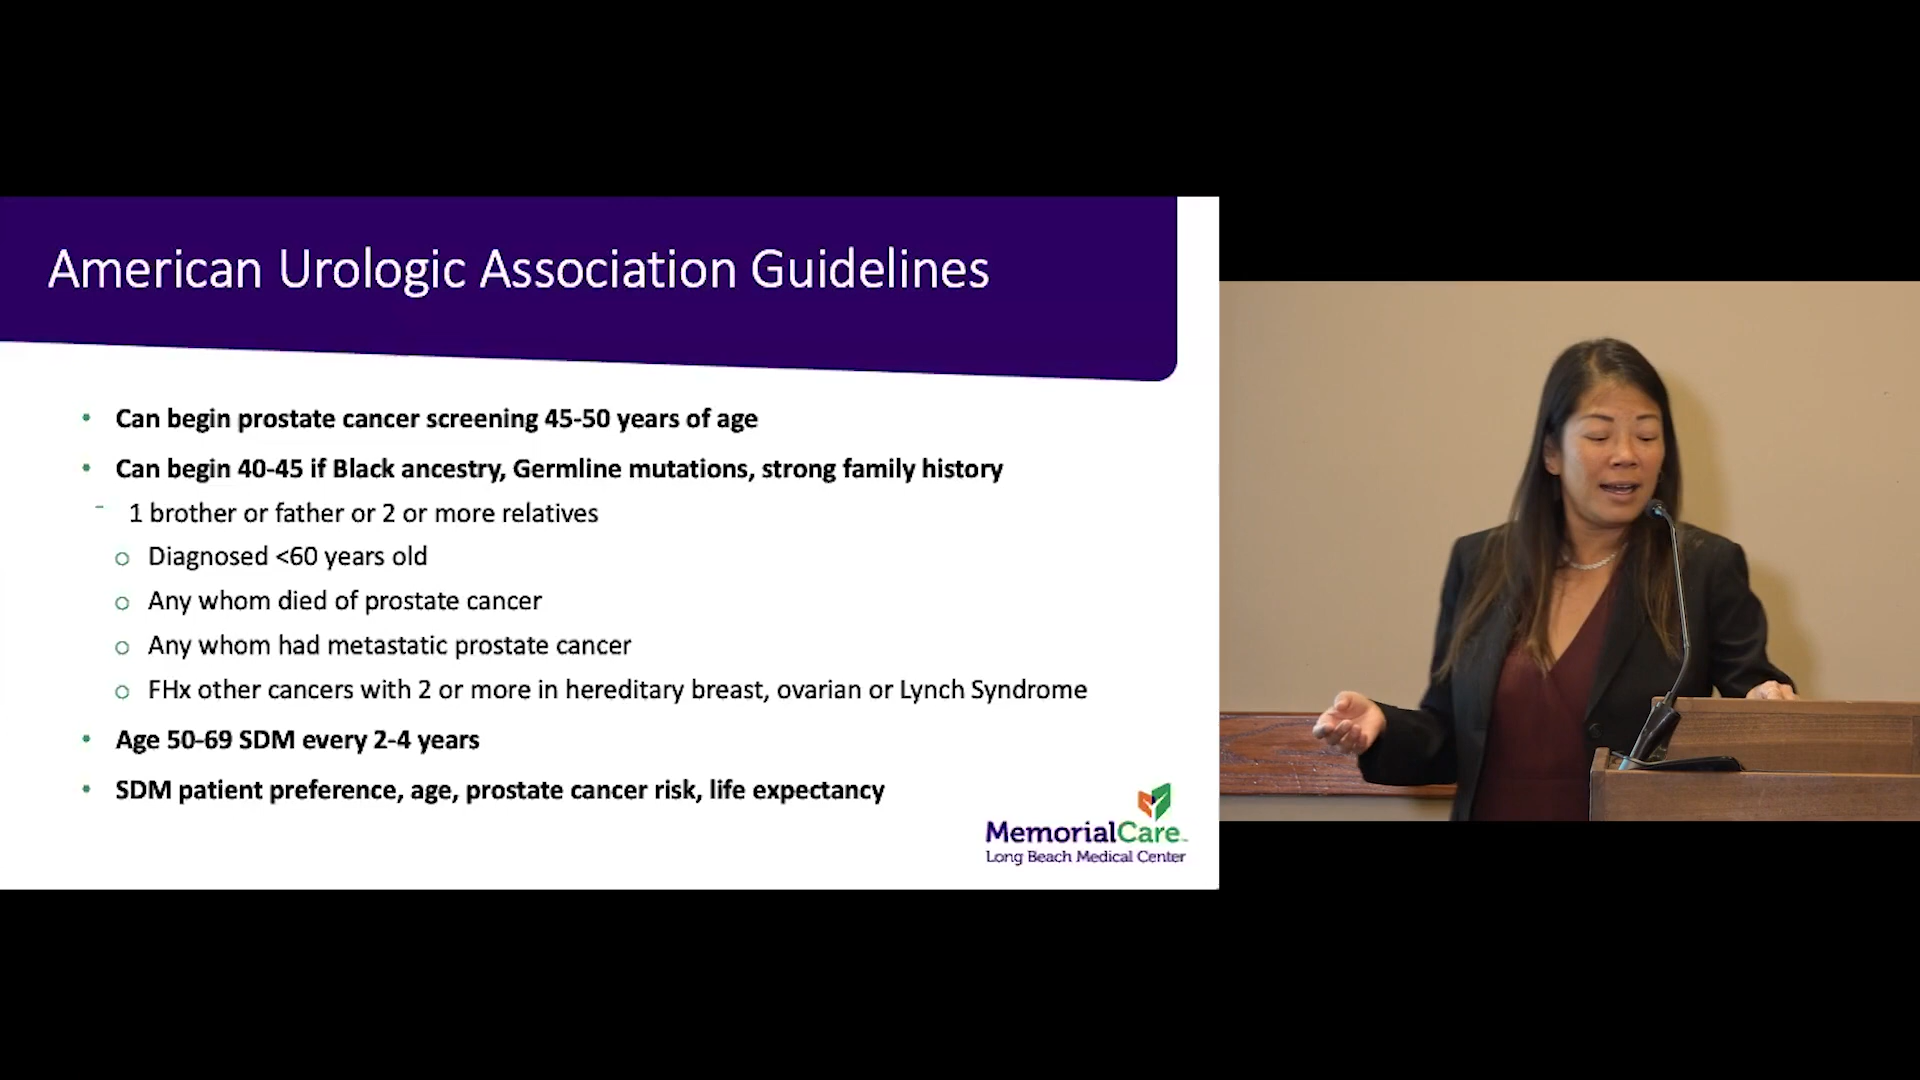 American Urologic Association Guidelines
• Can begin prostate cancer screening 45-50 years of age
• Can begin 40-45 if Black ancestry, Germline mutations, strong family history
- 1 brother or father or 2 or more relatives
o Diagnosed <60 years old
o Any whom died of prostate cancer
o Any whom had metastatic prostate cancer
o FHx other cancers with 2 or more in hereditary breast, ovarian or Lynch Syndrome
• Age 50-69 SDM every 2-4 years
• SDM patient preference, age, prostate cancer risk, life expectancy
MemorialCare™
Long Beach Medical Center